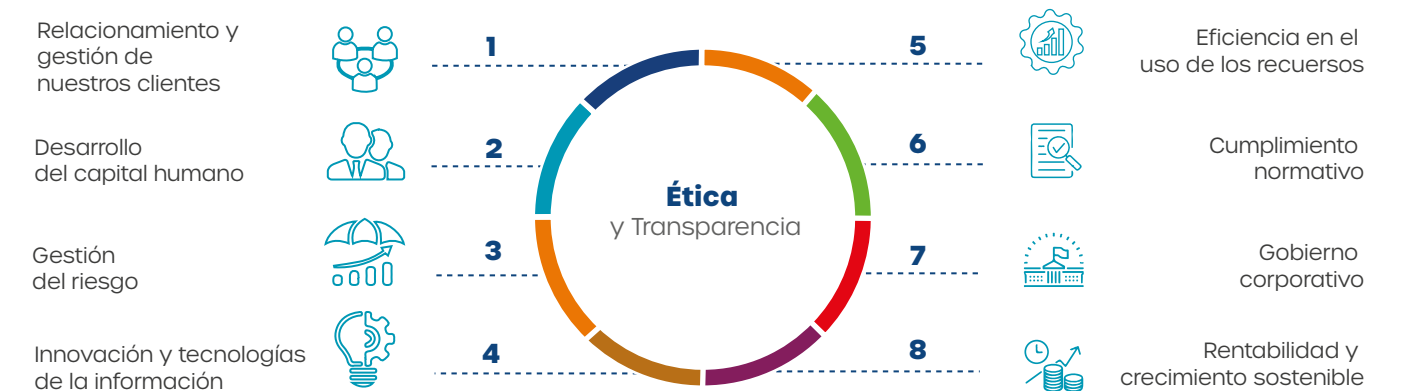 Relacionamiento y
gestión de
nuestros clientes
1
Desarrollo
del capital humano
2
Gestión
del riesgo
3
Innovación y tecnologías
de la información
4
Ética
y Transparencia
5
Eficiencia en el
uso de los recuersos
6
Cumplimiento
normativo
7
Gobierno
corporativo
8
Rentabilidad y
crecimiento sostenible